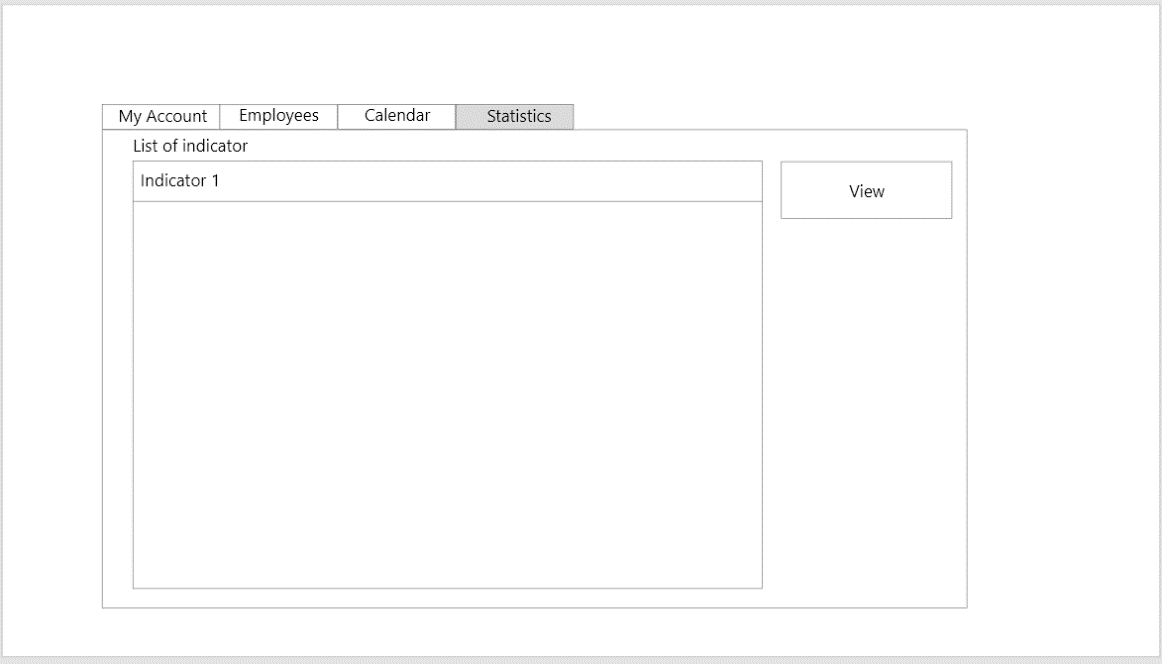 My Account Employees Calendar Statistics
List of indicator
Indicator 1
View